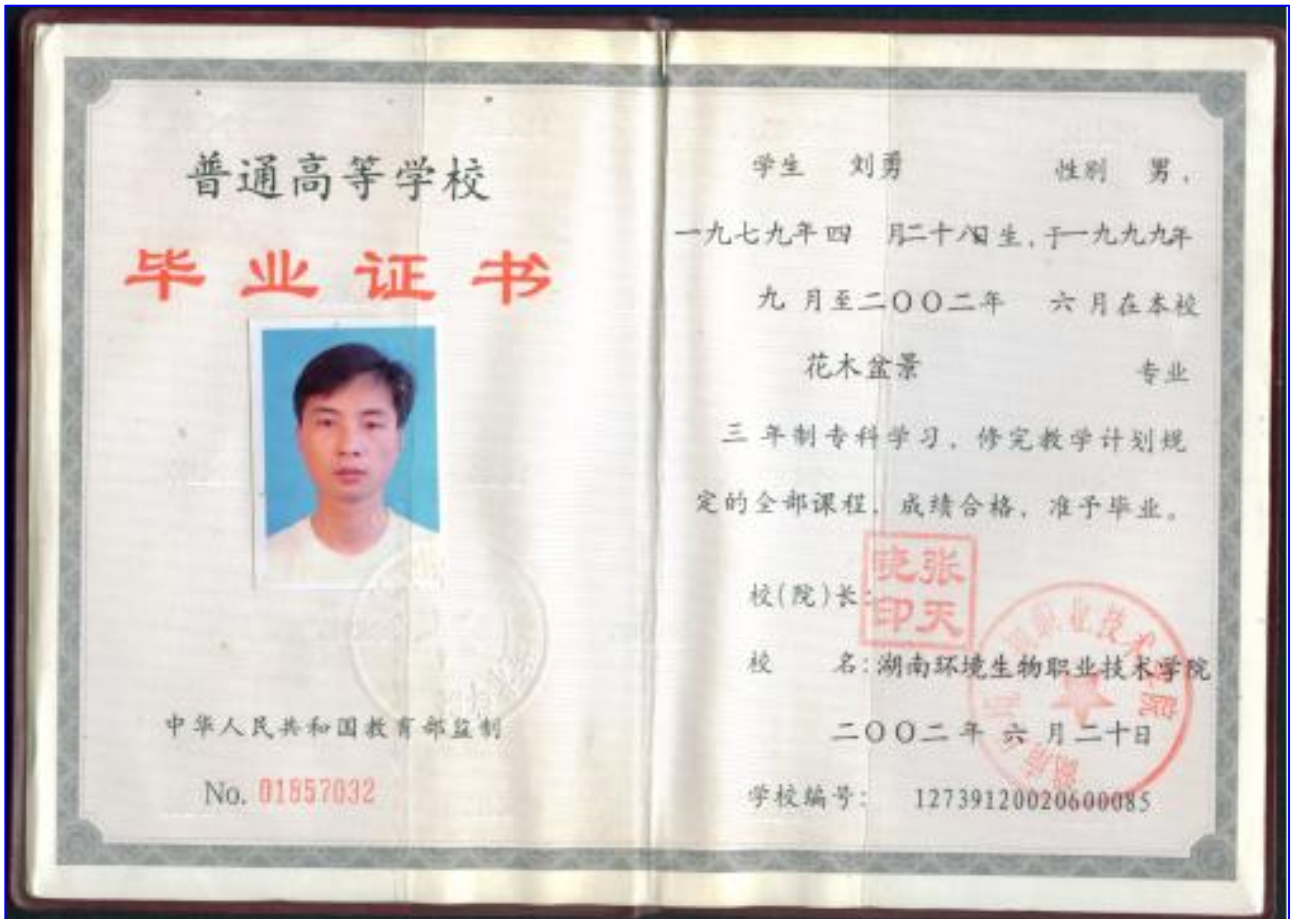 普通高等学校
毕业证书
中华人民共和国教育部监制
No. 01857032
学生 刘勇 性别 男,
一九七九年四 月二十八日生,于一九九九年
九 月至二〇〇二年 六 月在本校
花木盆景 专业
三 年制专科学习,修完教学计划规
定的全部课程,成绩合格,准予毕业。
校(院)长:
张天
晓印
校 名:湖南环境生物职业技术学院
二〇〇二年 六 月二十日
学校编号: 12739120020600085